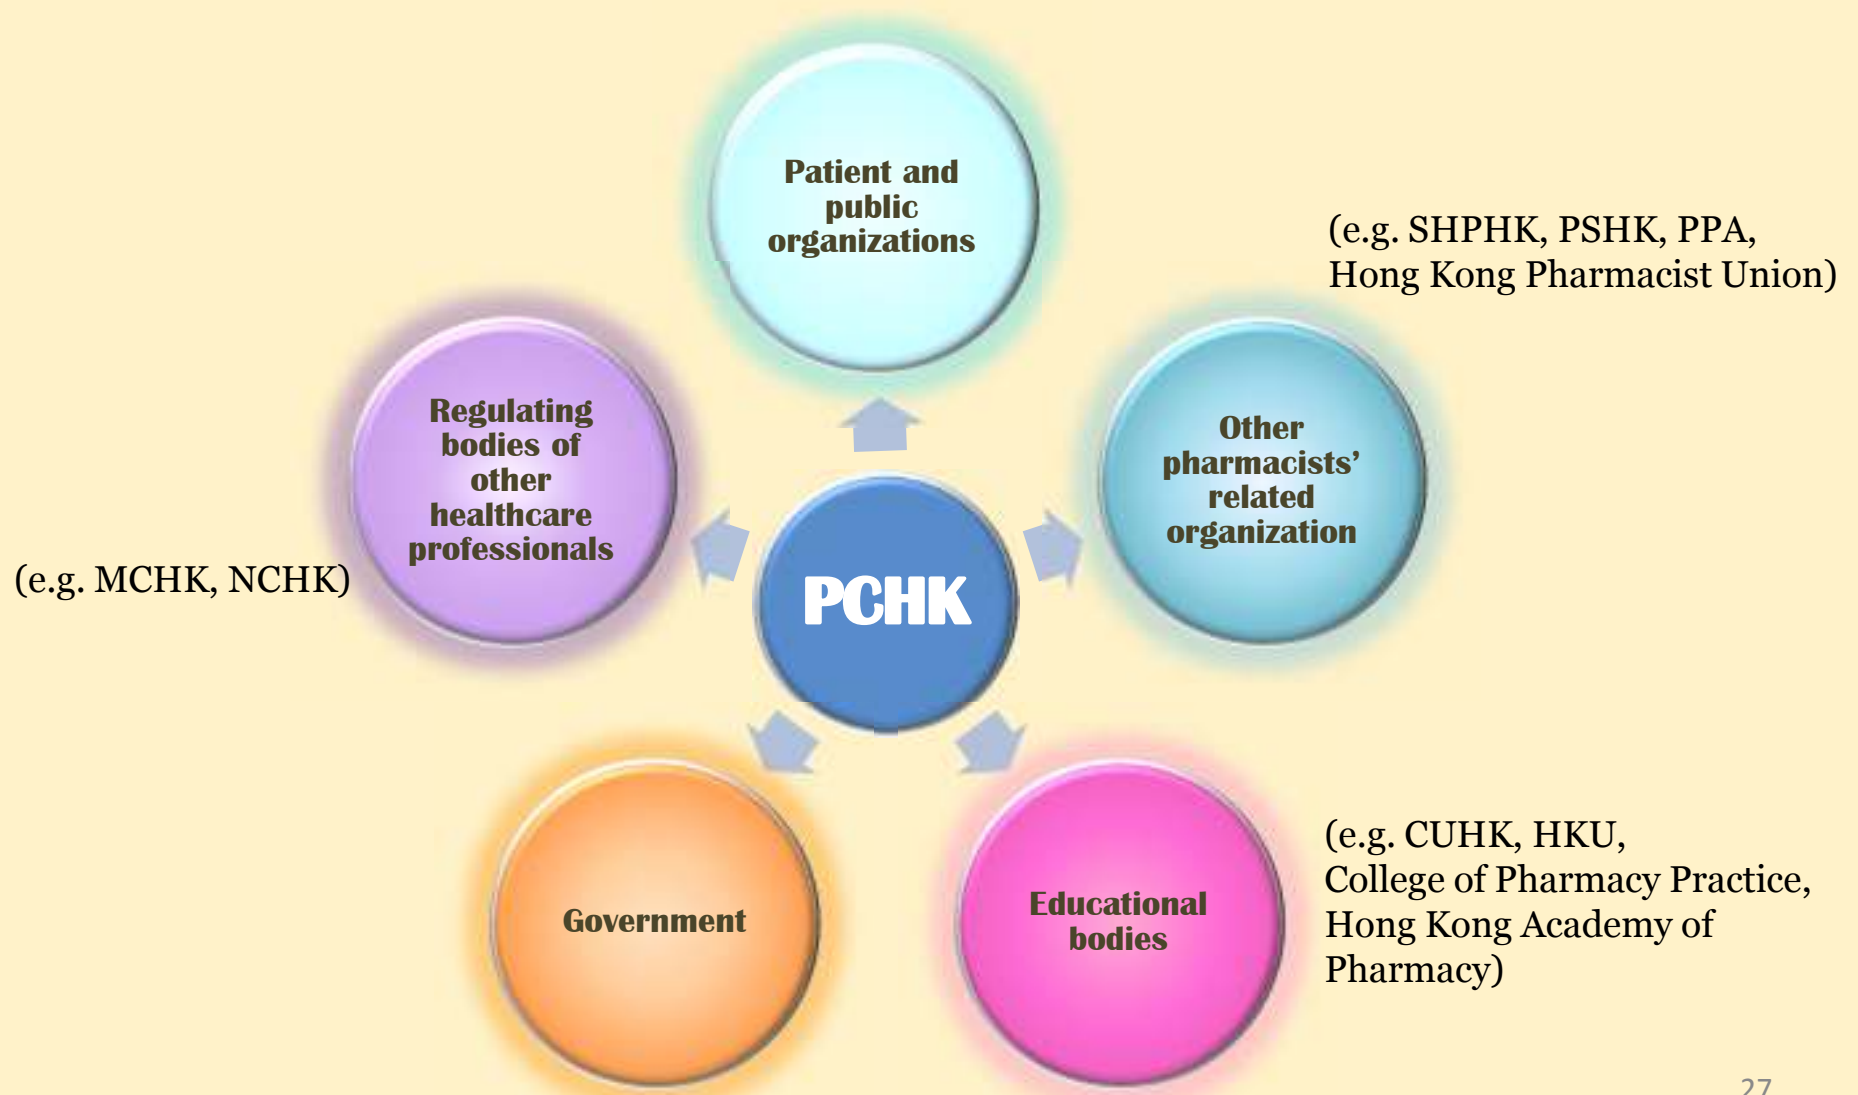 Patient and
public
organizations
(e.g. SHPHK, PSHK, PPA,
Hong Kong Pharmacist Union)
Regulating
bodies of
other
healthcare
professionals
(e.g. MCHK, NCHK)
Other
pharmacists’
related
organization
PCHK
Government
Educational
bodies
(e.g. CUHK, HKU,
College of Pharmacy Practice,
Hong Kong Academy of
Pharmacy)
27